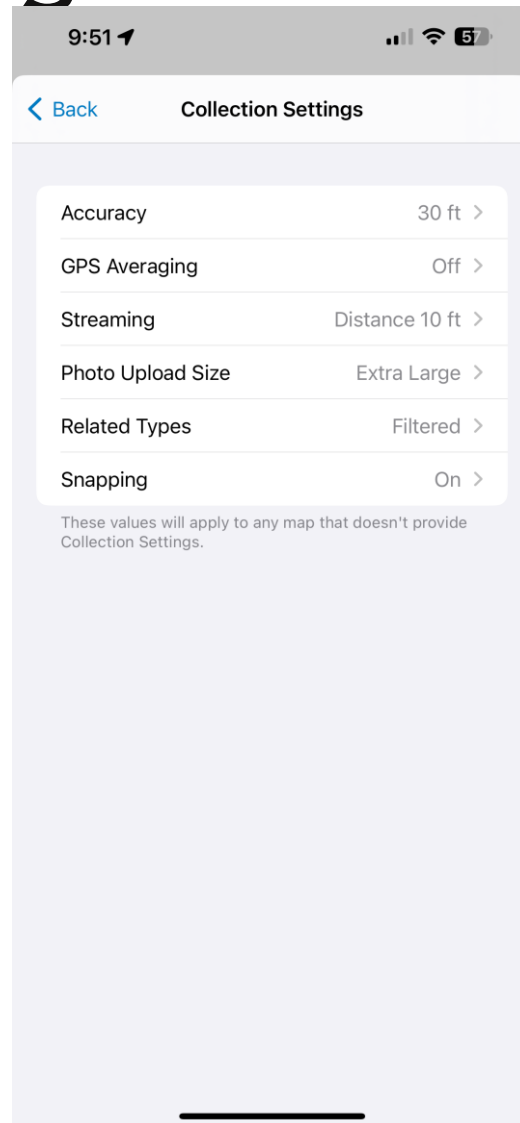 9:51
57
Back
Collection Settings
Accuracy 30 ft
GPS Averaging Off
Streaming Distance 10 ft
Photo Upload Size Extra Large
Related Types Filtered
Snapping On
These values will apply to any map that doesn't provide
Collection Settings.